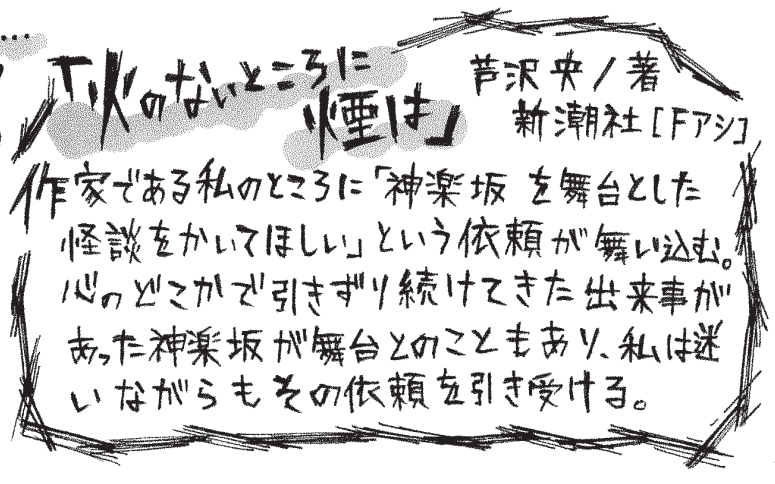 「火のないところに
煙は」
芦沢央/著
新潮社[Fアシ]
作家である私のところに「神楽坂を舞台とした
怪談をかいてほしい」という依頼が舞い込む。
心のどこかで引きずり続けてきた出来事が
あった神楽坂が舞台とのこともあり、私は迷
いながらもその依頼を引き受ける。